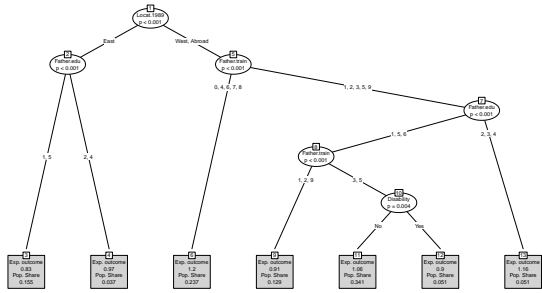 1
Locat.1989
p < 0.001
East
West, Abroad
2
Father.edu
p < 0.001
5
Father.train
p < 0.001
0, 4, 6, 7, 8
1, 2, 3, 5, 9
7
Father.edu
p < 0.001
1, 5
2, 4
1, 5, 6
2, 3, 4
8
Father.train
p < 0.001
1, 2, 9
3, 5
10
Disability
p = 0.004
No
Yes
3
Exp. outcome
0.83
Pop. Share
0.155
4
Exp. outcome
0.97
Pop. Share
0.037
6
Exp. outcome
1.2
Pop. Share
0.237
9
Exp. outcome
0.91
Pop. Share
0.129
11
Exp. outcome
1.06
Pop. Share
0.341
12
Exp. outcome
0.9
Pop. Share
0.051
13
Exp. outcome
1.16
Pop. Share
0.051